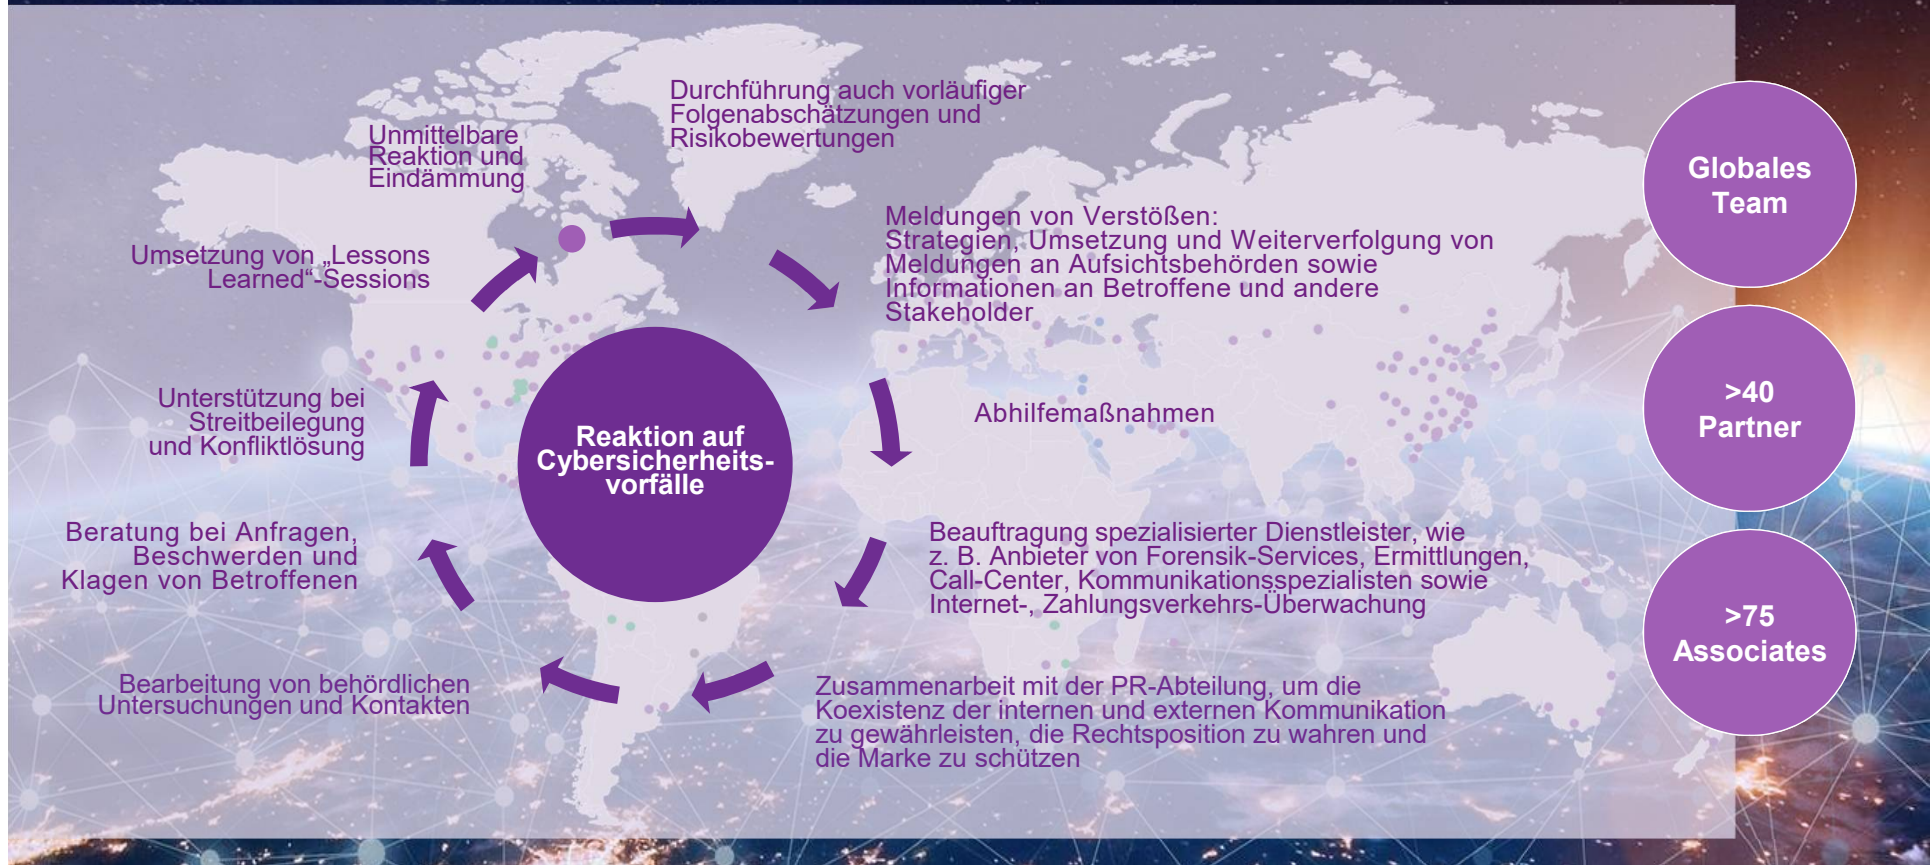 Unmittelbare
Reaktion und
Eindämmung
Durchführung auch vorläufiger
Folgenabschätzungen und
Risikobewertungen
Meldungen von Verstößen:
Strategien, Umsetzung und Weiterverfolgung von
Meldungen an Aufsichtsbehörden sowie
Informationen an Betroffene und andere
Stakeholder
Abhilfemaßnahmen
Beauftragung spezialisierter Dienstleister, wie
z. B. Anbieter von Forensik-Services, Ermittlungen,
Call-Center, Kommunikationsspezialisten sowie
Internet-, Zahlungsverkehrs-Überwachung
Zusammenarbeit mit der PR-Abteilung, um die
Koexistenz der internen und externen Kommunikation
zu gewährleisten, die Rechtsposition zu wahren und
die Marke zu schützen
Bearbeitung von behördlichen
Untersuchungen und Kontakten
Beratung bei Anfragen,
Beschwerden und
Klagen von Betroffenen
Unterstützung bei
Streitbeilegung
und Konfliktlösung
Umsetzung von „Lessons
Learned“-Sessions
Reaktion auf
Cybersicherheits-
vorfälle
Globales
Team
>40
Partner
>75
Associates